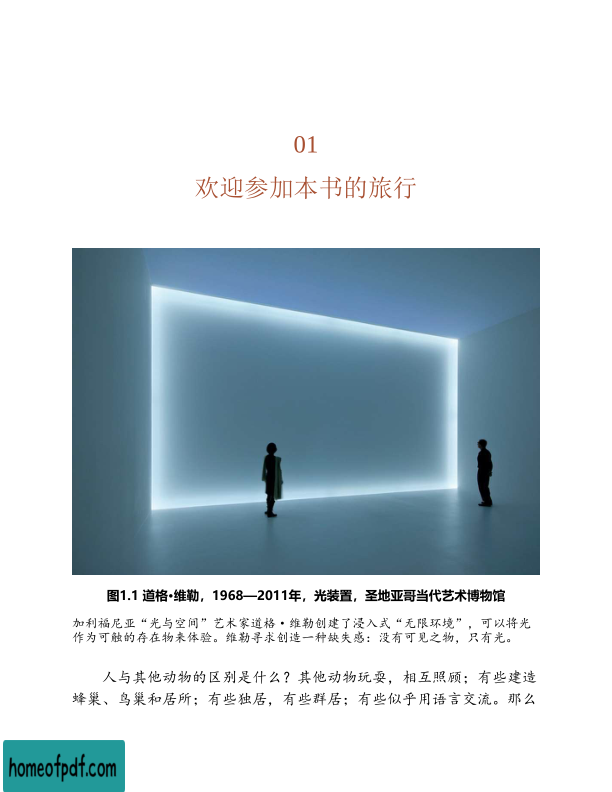 01
欢迎参加本书的旅行
图1.1 道格•维勒，1968—2011年，光装置，圣地亚哥当代艺术博物馆
加利福尼亚“光与空间”艺术家道格·维勒创建了浸入式“无限环境”，可以将光
作为可触的存在物来体验。维勒寻求创造一种缺失感：没有可见之物，只有光。
人与其他动物的区别是什么？其他动物玩耍，相互照顾；有些建造
蜂巢、鸟巢和居所；有些独居，有些群居；有些似乎用语言交流。那么
homeofpdf.com